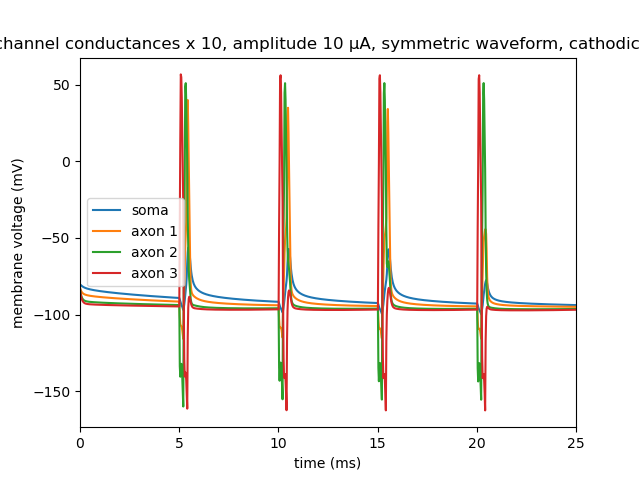 channel conductances x 10, amplitude 10 μA, symmetric waveform, cathodic
membrane voltage (mV)
50
0
−50
−100
−150
soma
axon 1
axon 2
axon 3
0
5
10
15
20
25
time (ms)